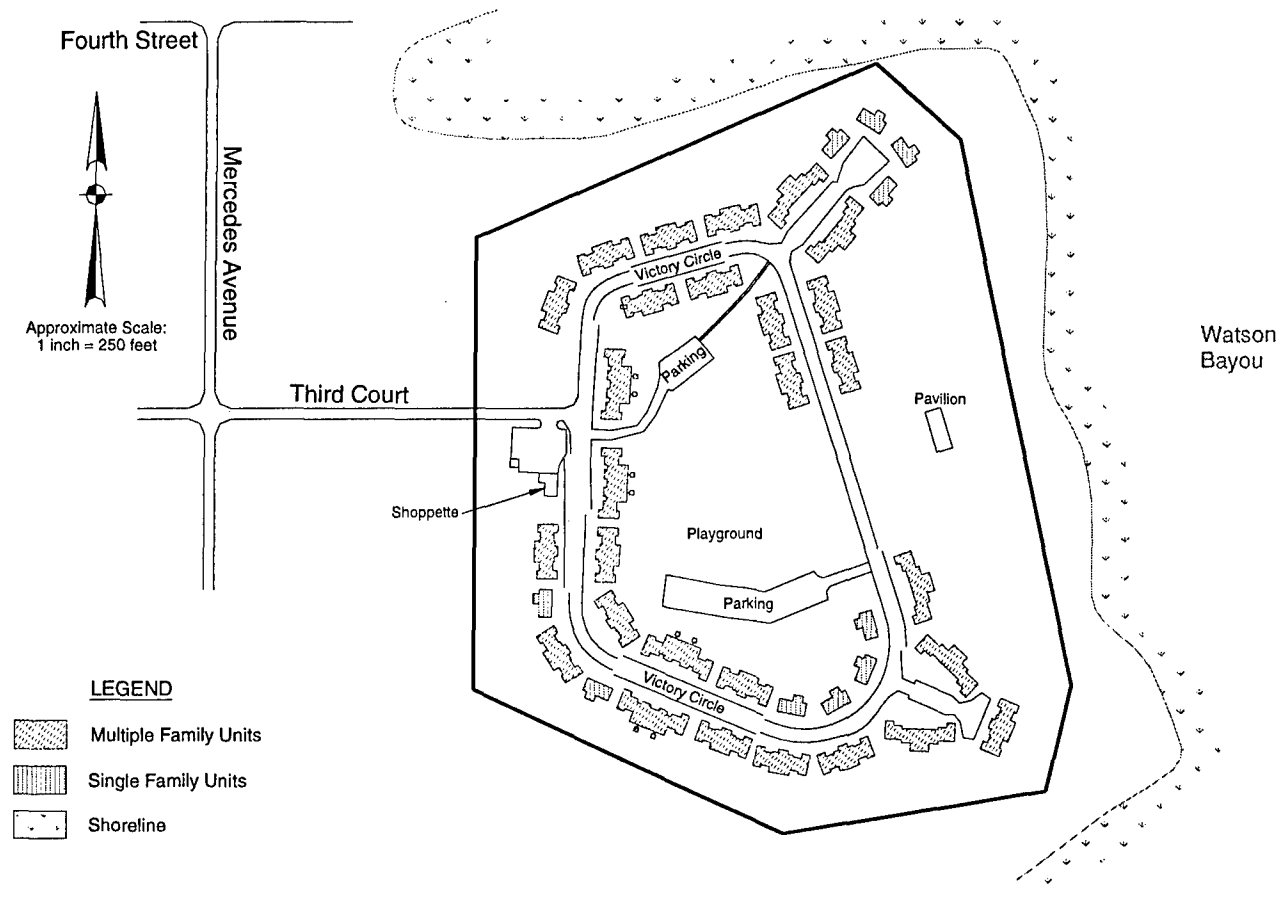 Fourth Street
Mercedes Avenue
Approximate Scale:
1 inch = 250 feet
Third Court
Victory Circle
Parking
Watson
Bayou
Pavilion
Shoppette
Playground
Parking
Victory Circle
LEGEND
Multiple Family Units
Single Family Units
Shoreline